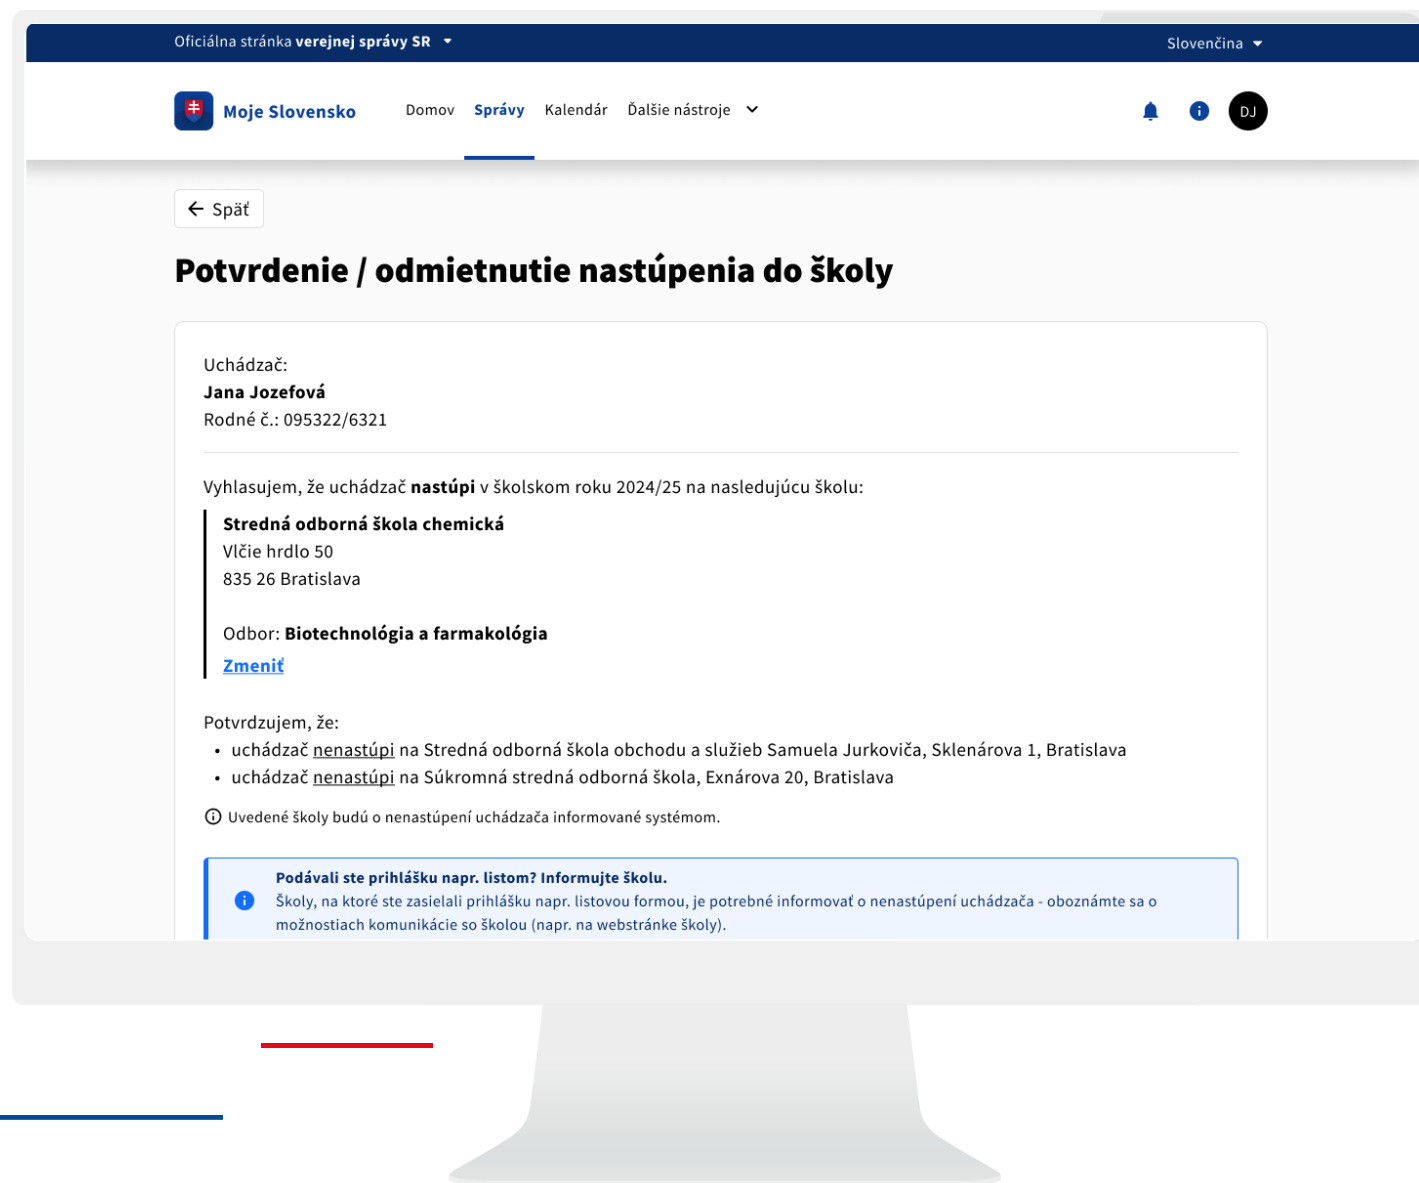 Oficiálna stránka verejnej správy SR
Slovenčina
Moje Slovensko
Domov
Správy
Kalendár
Ďalšie nástroje
DJ
Späť
Potvrdenie / odmietnutie nastúpenia do školy
Uchádzač:
Jana Jozefová
Rodné č.: 095322/6321
Vyhlasujem, že uchádzač nastúpi v školskom roku 2024/25 na nasledujúcu školu:
Stredná odborná škola chemická
Vlčie hrdlo 50
835 26 Bratislava
Odbor: Biotechnológia a farmakológia
Zmeniť
Potvrdzujem, že:
• uchádzač nenastúpi na Stredná odborná škola obchodu a služieb Samuela Jurkoviča, Sklenárova 1, Bratislava
• uchádzač nenastúpi na Súkromná stredná odborná škola, Exnárova 20, Bratislava
Uvedené školy budú o nenastúpení uchádzača informované systémom.
Podávali ste prihlášku napr. listom? Informujte školu.
Školy, na ktoré ste zasielali prihlášku napr. listovou formou, je potrebné informovať o nenastúpení uchádzača - oboznámte sa o
možnostiach komunikácie so školou (napr. na webstránke školy).